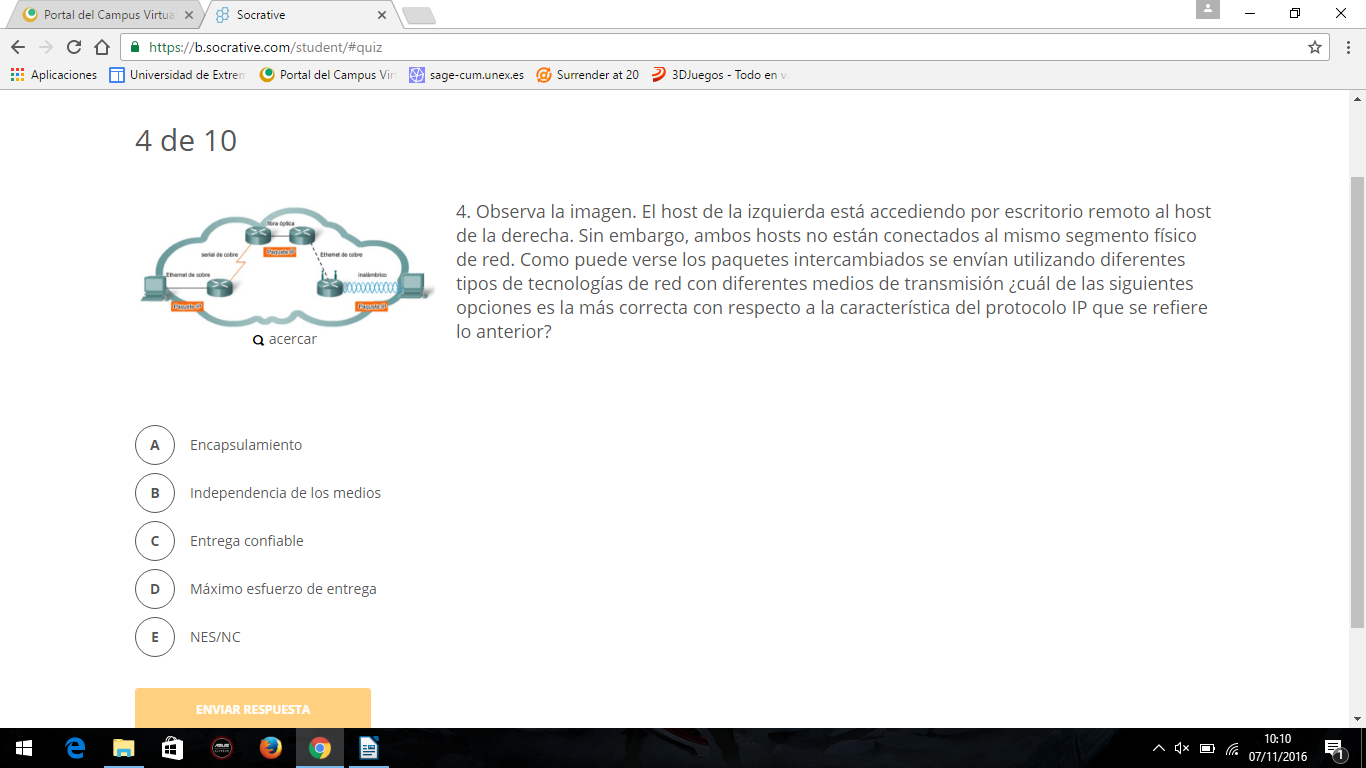 Portal del Campus Virtua
Socrative
https://b.socrative.com/student/#quiz
Aplicaciones
Universidad de Extrem
Portal del Campus Vir
sage-cum.unex.es
Surrender at 20
3DJuegos - Todo en v
4 de 10
fibra óptica
Paquete IP
serial de cobre
Ethernet de cobre
Ethernet de cobre
inalámbrico
Paquete IP
Paquete IP
acercar
4. Observa la imagen. El host de la izquierda está accediendo por escritorio remoto al host
de la derecha. Sin embargo, ambos hosts no están conectados al mismo segmento físico
de red. Como puede verse los paquetes intercambiados se envían utilizando diferentes
tipos de tecnologías de red con diferentes medios de transmisión ¿cuál de las siguientes
opciones es la más correcta con respecto a la característica del protocolo IP que se refiere
lo anterior?
A Encapsulamiento
B Independencia de los medios
C Entrega confiable
D Máximo esfuerzo de entrega
E NES/NC
ENVIAR RESPUESTA
10:10
07/11/2016
1